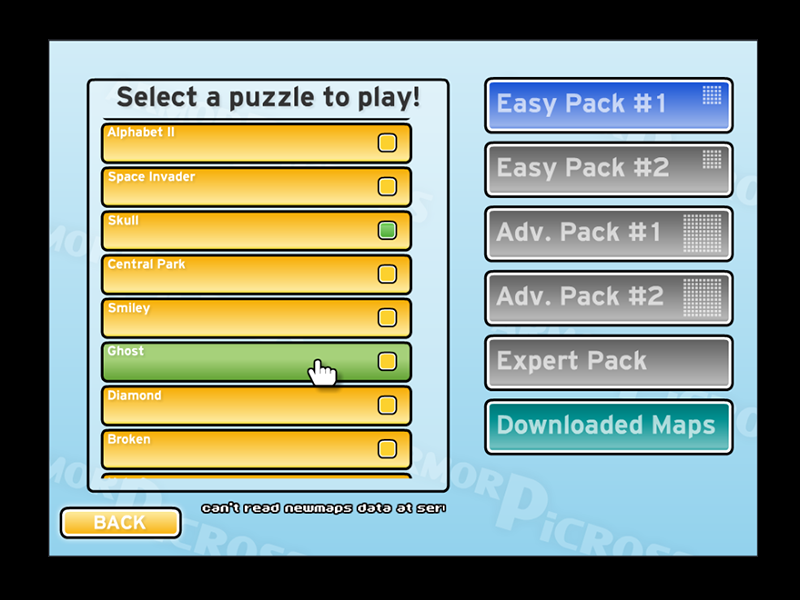 Select a puzzle to play!
Alphabet II
Space Invader
Skull
Central Park
Smiley
Ghost
Diamond
Broken
Easy Pack #1
Easy Pack #2
Adv. Pack #1
Adv. Pack #2
Expert Pack
Downloaded Maps
BACK
can't read newmaps data at ser
PiCROSS